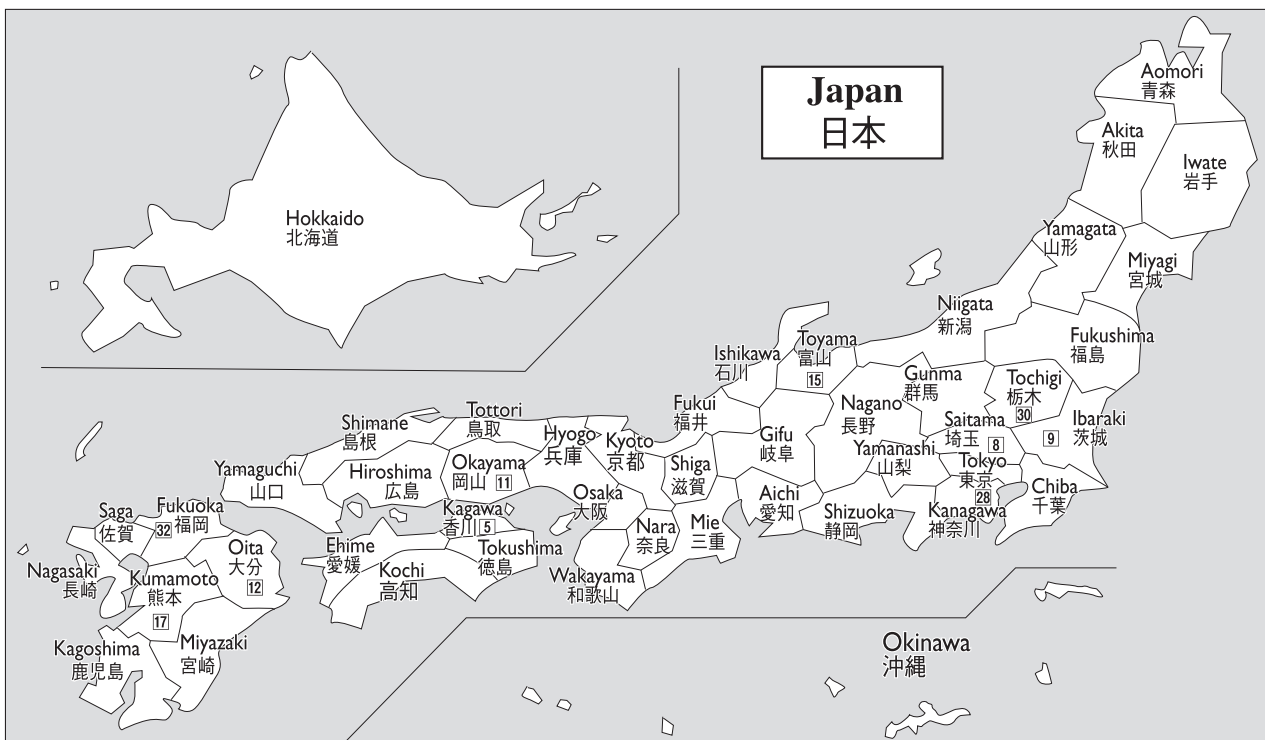 Japan
日本
Aomori
青森
Akita
秋田
Iwate
岩手
Hokkaido
北海道
Yamagata
山形
Miyagi
宮城
Niigata
新潟
Fukushima
福島
Ishikawa
石川
Toyama
富山
15
Gunma
群馬
Tochigi
栃木
30
Fukui
福井
Nagano
長野
Saitama
埼玉 8
9
Ibaraki
茨城
Gifu
岐阜
Yamanashi
山梨
Tokyo
東京
28
Chiba
千葉
Kanagawa
神奈川
Shizuoka
静岡
Aichi
愛知
Shimane
島根
Tottori
鳥取
Hyogo
兵庫
Kyoto
京都
Shiga
滋賀
Yamaguchi
山口
Hiroshima
広島
Okayama
岡山 11
Osaka
大阪
Nara
奈良
Mie
三重
Wakayama
和歌山
Kagawa
香川 5
Ehime
愛媛
Kochi
高知
Tokushima
徳島
Saga
佐賀
Fukuoka
32 福岡
Oita
大分
12
Nagasaki
長崎
Kumamoto
熊本
17
Kagoshima
鹿児島
Miyazaki
宮崎
Okinawa
沖縄